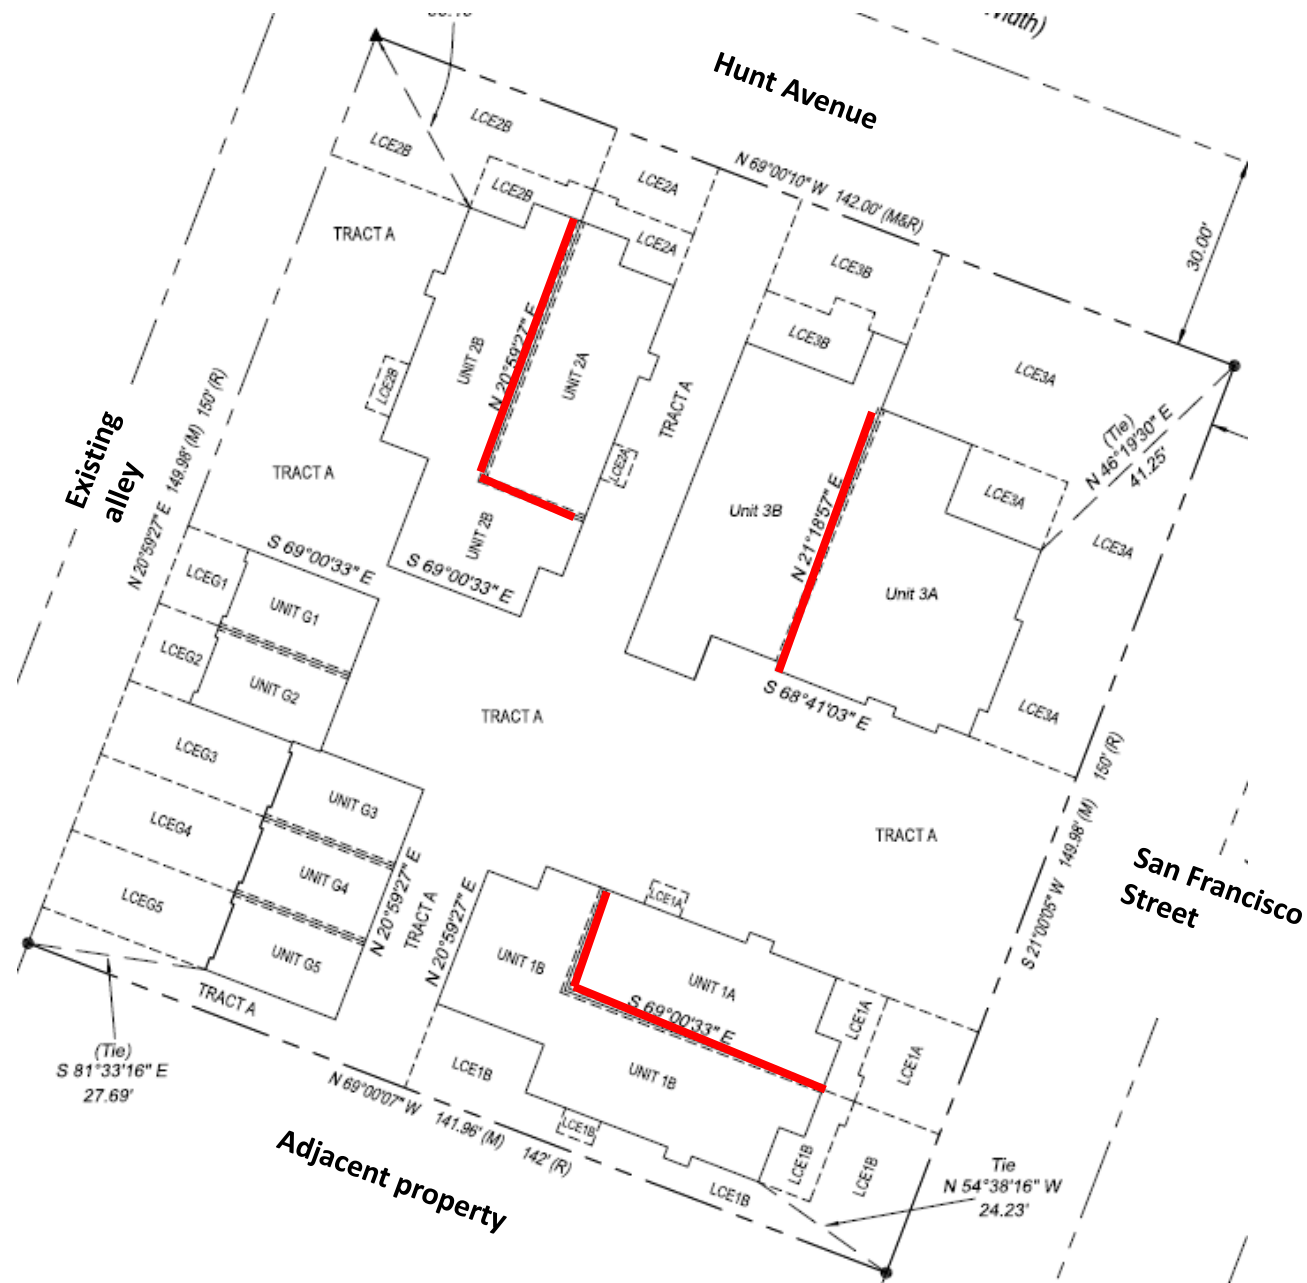 Width)
Hunt Avenue
LCE2B
LCE2B
LCE2B
LCE2A
N 69°00'10" W 142.00' (M&R)
30.00'
TRACT A
LCE2A
LCE3B
LCE3B
LCE3A
UNIT 2B
N 20°59'27" E
UNIT 2A
LCE2B
TRACT A
(Tie)
N 46°19'30" E
41.25'
Existing
alley
N 20°59'27" E 149.98' (M) 150' (R)
TRACT A
LCE2A
LCE3A
Unit 3B
N 21°18'57" E
LCE3A
UNIT 2B
S 69°00'33" E
S 69°00'33" E
Unit 3A
LCEG1
UNIT G1
LCEG2
UNIT G2
S 68°41'03" E
LCE3A
TRACT A
LCEG3
UNIT G3
LCEG4
UNIT G4
TRACT A
S 21°00'05" W 149.98' (M) 150' (R)
San Francisco
Street
LCEG5
UNIT G5
N 20°59'27" E
TRACT A
N 20°59'27" E
LCE1A
UNIT 1B
UNIT 1A
S 69°00'33" E
LCE1A
LCE1A
TRACT A
(Tie)
S 81°33'16" E
27.69'
LCE1B
UNIT 1B
N 69°00'07" W 141.96' (M) 142' (R)
LCE1B
LCE1B
LCE1B
LCE1B
Adjacent property
Tie
N 54°38'16" W
24.23'